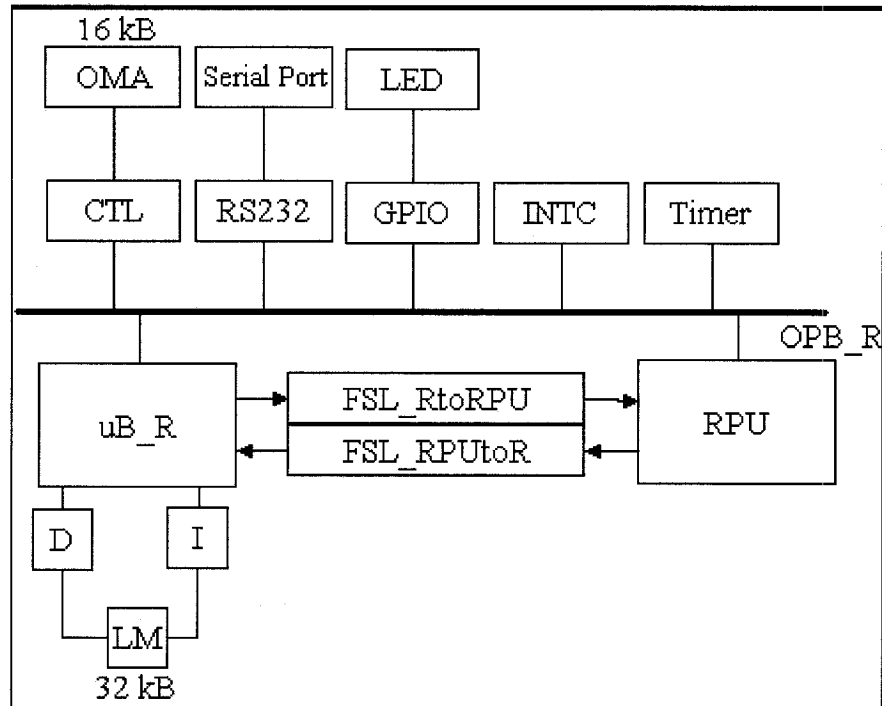 16 kB
OMA
Serial Port
LED
CTL
RS232
GPIO
INTC
Timer
OPB_R
uB_R
FSL_RtoRPU
FSL_RPUtoR
RPU
D
I
LM
32 kB